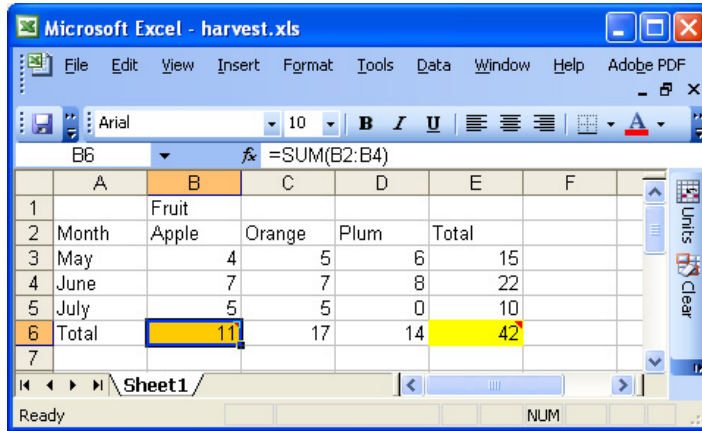 Microsoft Excel - harvest.xls
File Edit View Insert Format Tools Data Window Help Adobe PDF
Arial 10 B I U A
B6 fx =SUM(B2:B4)
A B C D E F
1 Fruit
2 Month Apple Orange Plum Total
3 May 4 5 6 15
4 June 7 7 8 22
5 July 5 5 0 10
6 Total 11 17 14 42
7
Sheet1
Ready NUM
Units
Clear